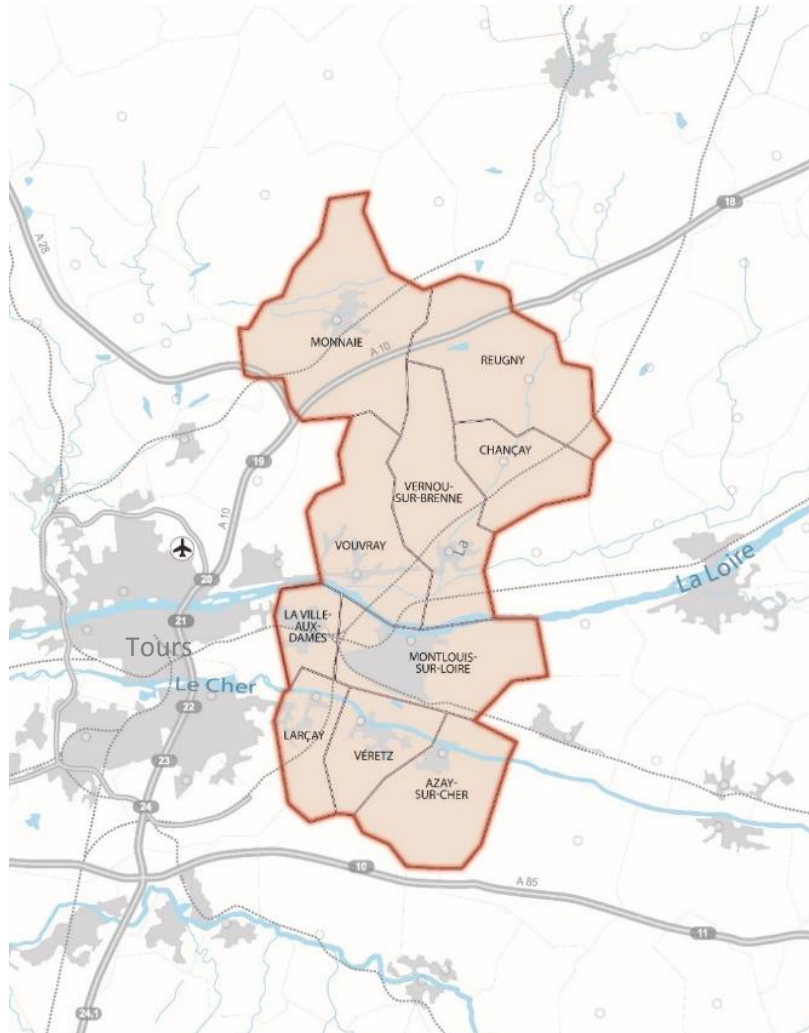 18
A 28
MONNAIE
A 10
REUGNY
CHANÇAY
19
VERNOU-
SUR-BRENNE
A 10
VOUVRAY
La
La Loire
20
21
LA VILLE-
AUX-
DAMES
Tours
MONTLOUIS-
SUR-LOIRE
Le Cher
22
LARÇAY
VÉRETZ
23
AZAY-
SUR-CHER
24
10
A 85
11
24.1